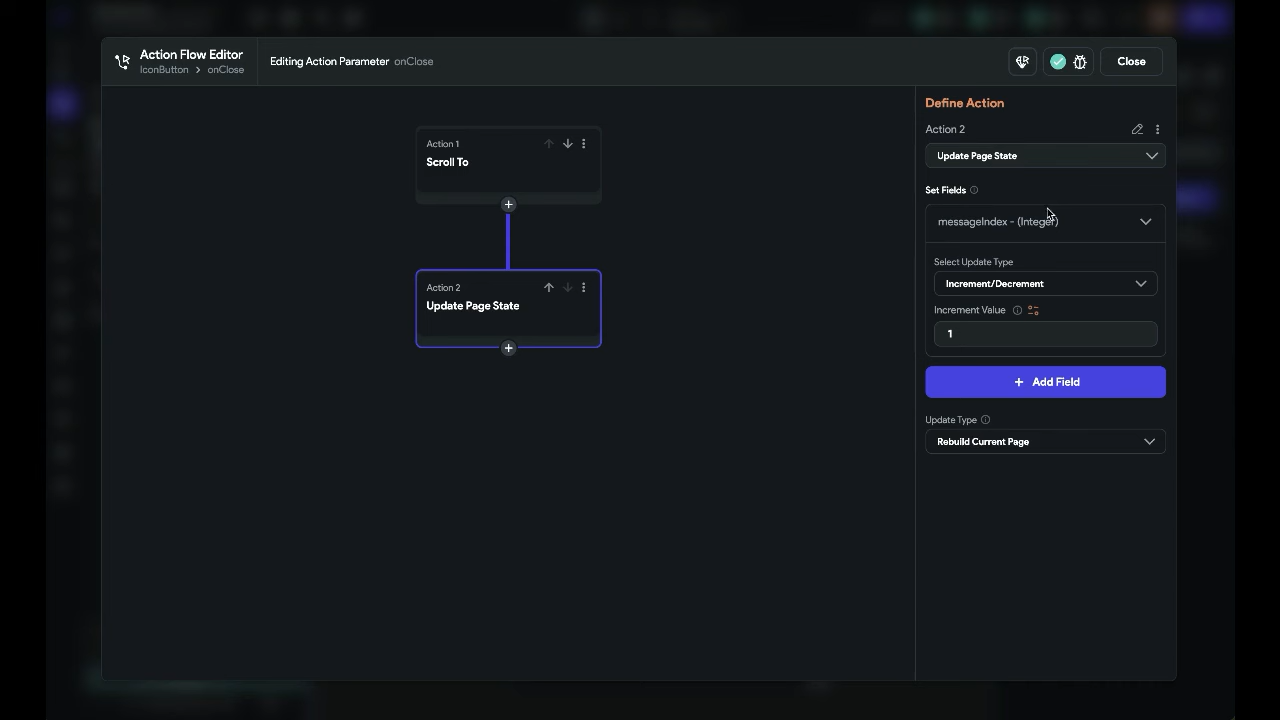 Action Flow Editor
IconButton > onClose
Editing Action Parameter onClose
Close
Action 1
Scroll To
Action 2
Update Page State
Define Action
Action 2
Update Page State
Set Fields
messageIndex - (Integer)
Select Update Type
Increment/Decrement
Increment Value
1
+ Add Field
Update Type
Rebuild Current Page